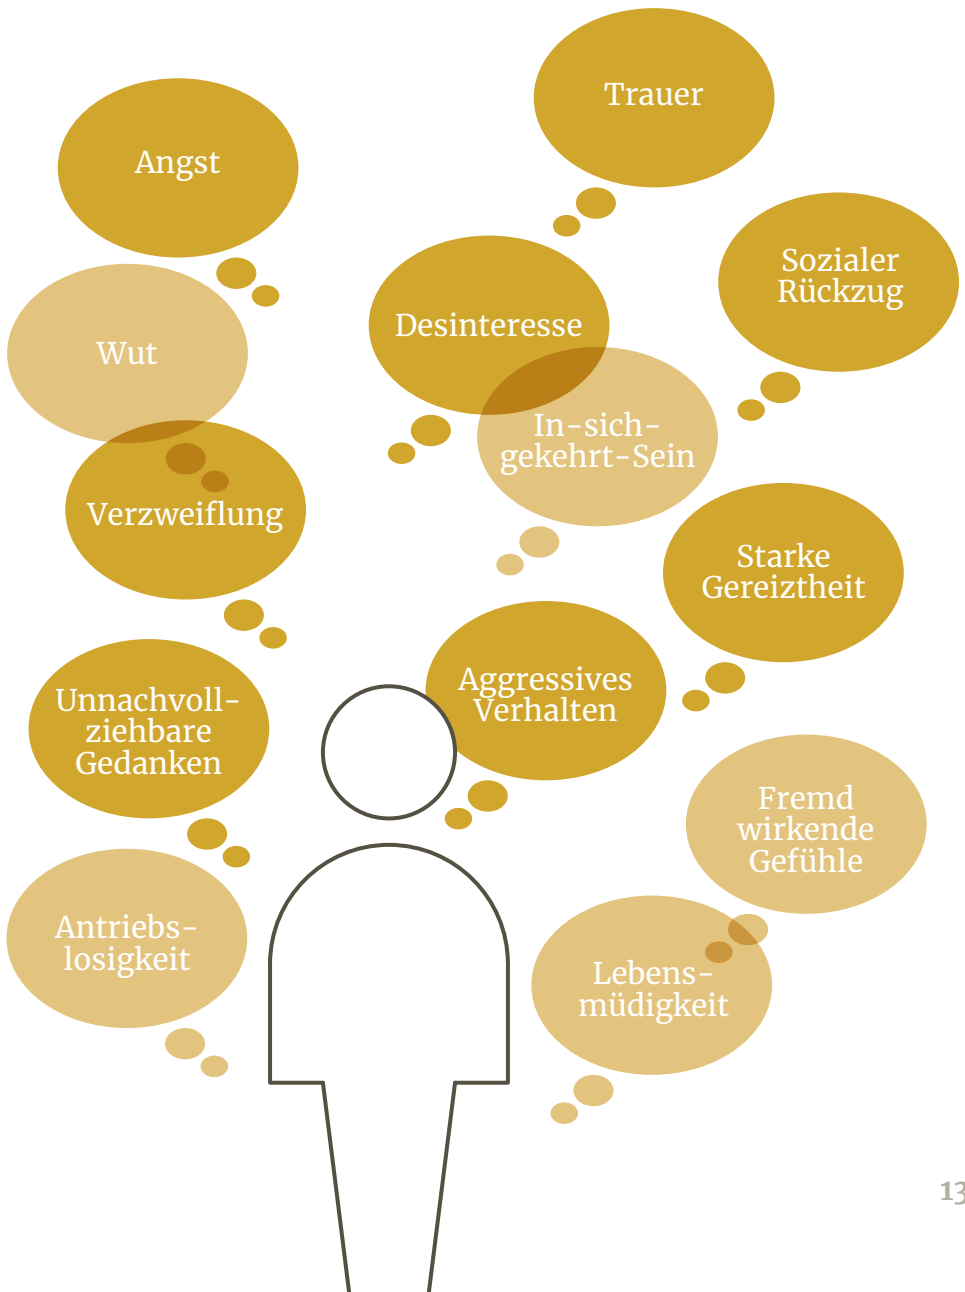 Trauer
Angst
Sozialer
Rückzug
Desinteresse
Wut
In-sich-
gekehrt-Sein
Verzweiflung
Starke
Gereiztheit
Aggressives
Verhalten
Unnachvoll-
ziehbare
Gedanken
Fremd
wirkende
Gefühle
Antriebs-
losigkeit
Lebens-
müdigkeit
13